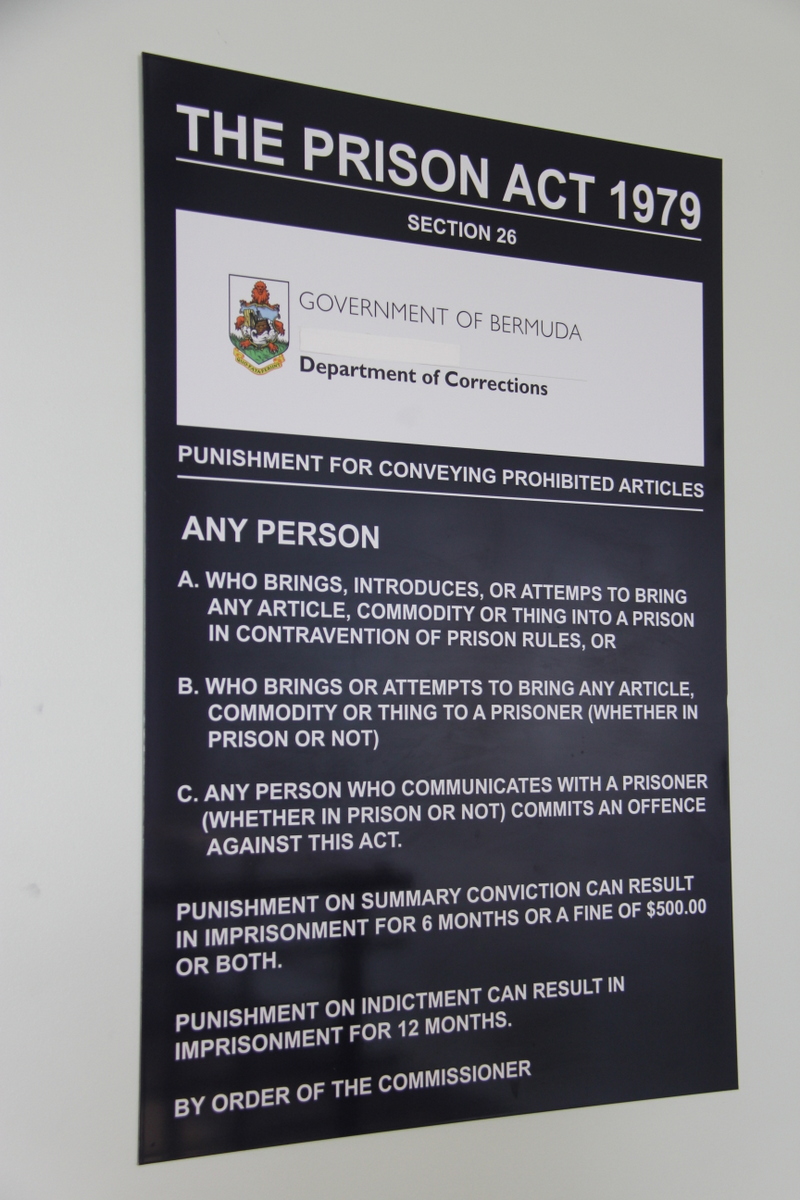 THE PRISON ACT 1979
SECTION 26
GOVERNMENT OF BERMUDA
Department of Corrections
PUNISHMENT FOR CONVEYING PROHIBITED ARTICLES
ANY PERSON
A. WHO BRINGS, INTRODUCES, OR ATTEMPS TO BRING
ANY ARTICLE, COMMODITY OR THING INTO A PRISON
IN CONTRAVENTION OF PRISON RULES, OR
B. WHO BRINGS OR ATTEMPTS TO BRING ANY ARTICLE,
COMMODITY OR THING TO A PRISONER (WHETHER IN
PRISON OR NOT)
C. ANY PERSON WHO COMMUNICATES WITH A PRISONER
(WHETHER IN PRISON OR NOT) COMMITS AN OFFENCE
AGAINST THIS ACT.
PUNISHMENT ON SUMMARY CONVICTION CAN RESULT
IN IMPRISONMENT FOR 6 MONTHS OR A FINE OF $500.00
OR BOTH.
PUNISHMENT ON INDICTMENT CAN RESULT IN
IMPRISONMENT FOR 12 MONTHS.
BY ORDER OF THE COMMISSIONER